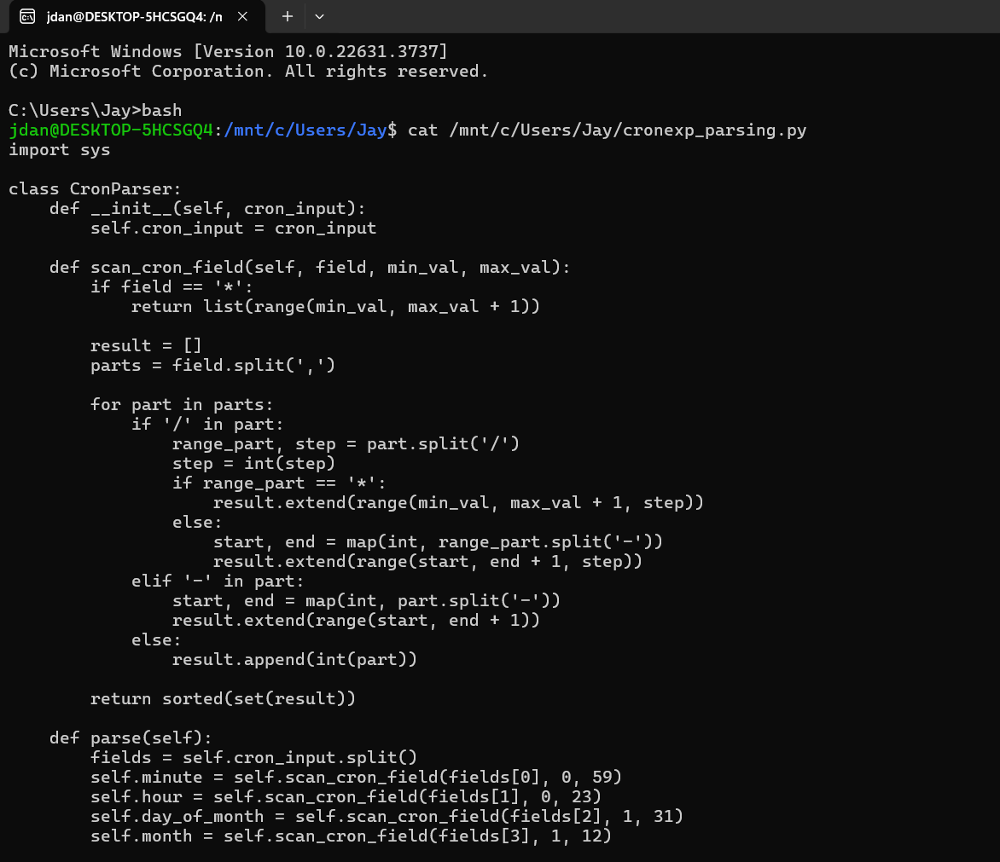 jdan@DESKTOP-5HCSGQ4: /n
Microsoft Windows [Version 10.0.22631.3737]
(c) Microsoft Corporation. All rights reserved.
C:\Users\Jay>bash
jdan@DESKTOP-5HCSGQ4:/mnt/c/Users/Jay$ cat /mnt/c/Users/Jay/cronexp_parsing.py
import sys

class CronParser:
    def __init__(self, cron_input):
        self.cron_input = cron_input

    def scan_cron_field(self, field, min_val, max_val):
        if field == '*':
            return list(range(min_val, max_val + 1))

        result = []
        parts = field.split(',')

        for part in parts:
            if '/' in part:
                range_part, step = part.split('/')
                step = int(step)
                if range_part == '*':
                    result.extend(range(min_val, max_val + 1, step))
                else:
                    start, end = map(int, range_part.split('-'))
                    result.extend(range(start, end + 1, step))
            elif '-' in part:
                start, end = map(int, part.split('-'))
                result.extend(range(start, end + 1))
            else:
                result.append(int(part))

        return sorted(set(result))

    def parse(self):
        fields = self.cron_input.split()
        self.minute = self.scan_cron_field(fields[0], 0, 59)
        self.hour = self.scan_cron_field(fields[1], 0, 23)
        self.day_of_month = self.scan_cron_field(fields[2], 1, 31)
        self.month = self.scan_cron_field(fields[3], 1, 12)